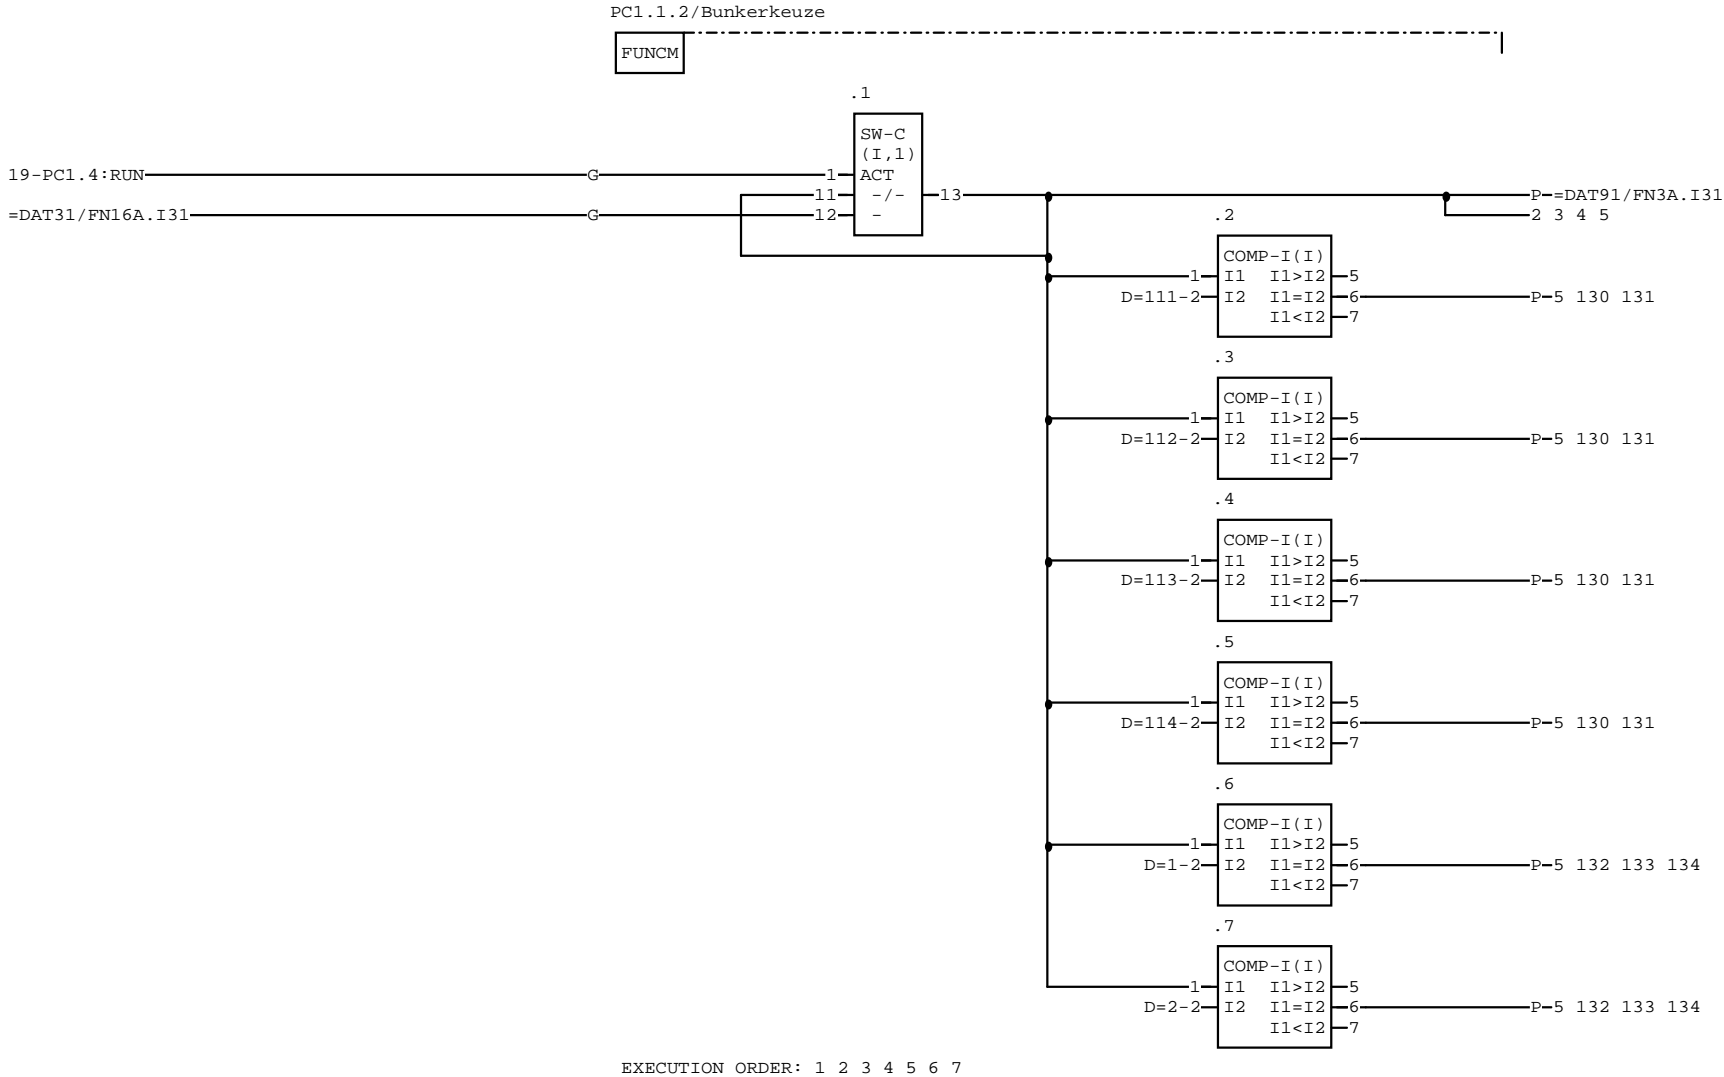 PC1.1.2/Bunkerkeuze
FUNCM
.1
SW-C
(I,1)
19-PC1.4:RUN G 1 ACT
11 -/- 13 P =DAT91/FN3A.I31
=DAT31/FN16A.I31 G 12 - 2 3 4 5
.2
COMP-I(I)
1 I1 I1>I2 5
D=111-2 I2 I1=I2 6 P-5 130 131
I1<I2 7
.3
COMP-I(I)
1 I1 I1>I2 5
D=112-2 I2 I1=I2 6 P-5 130 131
I1<I2 7
.4
COMP-I(I)
1 I1 I1>I2 5
D=113-2 I2 I1=I2 6 P-5 130 131
I1<I2 7
.5
COMP-I(I)
1 I1 I1>I2 5
D=114-2 I2 I1=I2 6 P-5 130 131
I1<I2 7
.6
COMP-I(I)
1 I1 I1>I2 5
D=1-2 I2 I1=I2 6 P-5 132 133 134
I1<I2 7
.7
COMP-I(I)
1 I1 I1>I2 5
D=2-2 I2 I1=I2 6 P-5 132 133 134
I1<I2 7
EXECUTION ORDER: 1 2 3 4 5 6 7